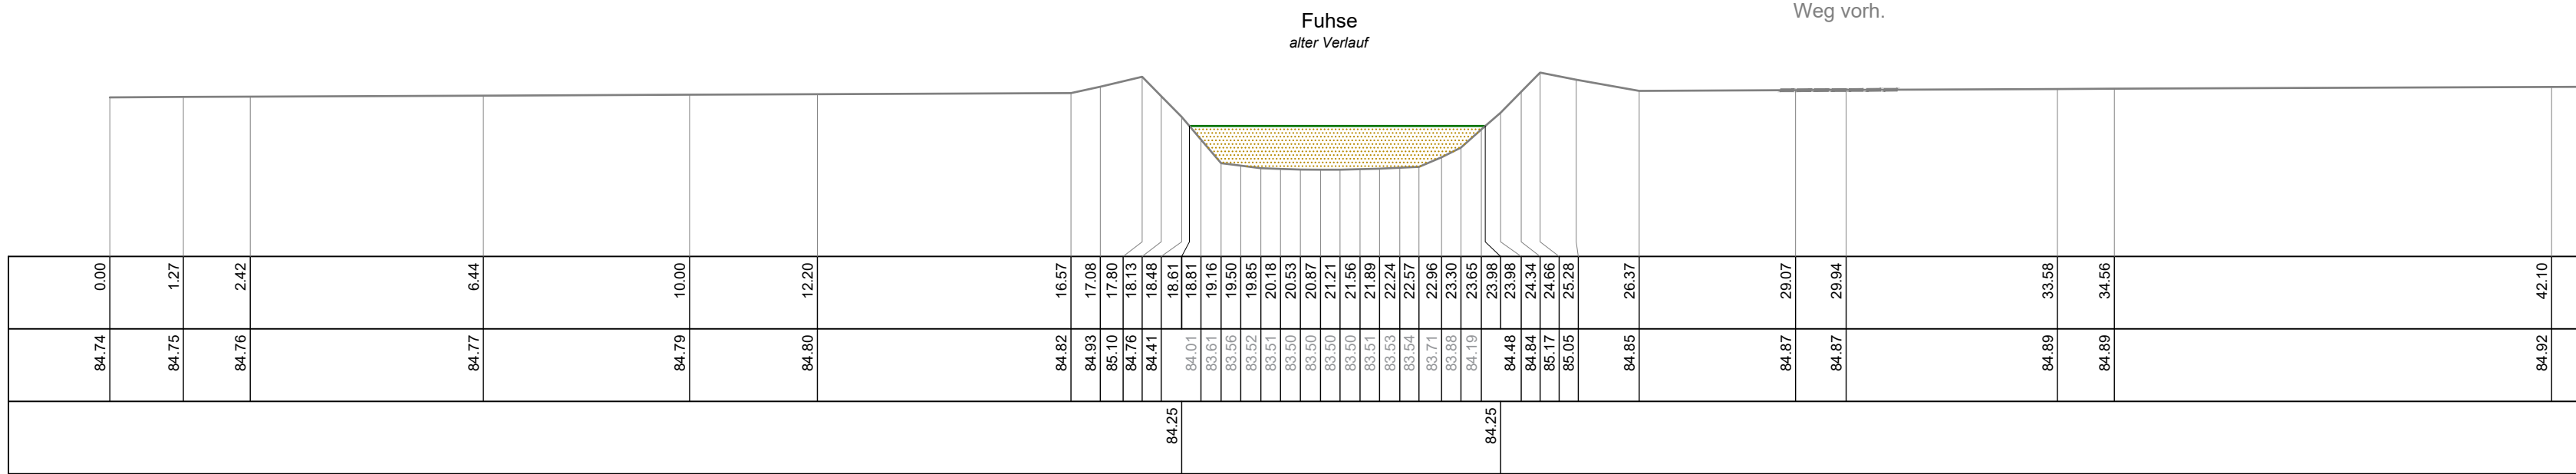 Weg vorh.
Fuhse
alter Verlauf
0.00 1.27 2.42 6.44 10.00 12.20 16.57 17.08 17.80 18.13 18.48 18.61 18.81 19.16 19.50 19.85 20.18 20.53 20.87 21.21 21.56 21.89 22.24 22.57 22.96 23.30 23.65 23.98 23.98 24.34 24.66 25.28 26.37 29.07 29.94 33.58 34.56 42.10
84.74 84.75 84.76 84.77 84.79 84.80 84.82 84.93 85.10 84.76 84.41 84.01 83.61 83.56 83.52 83.51 83.50 83.50 83.50 83.50 83.51 83.53 83.54 83.71 83.88 84.19 84.48 84.84 85.17 85.05 84.85 84.87 84.87 84.89 84.89 84.92
84.25 84.25